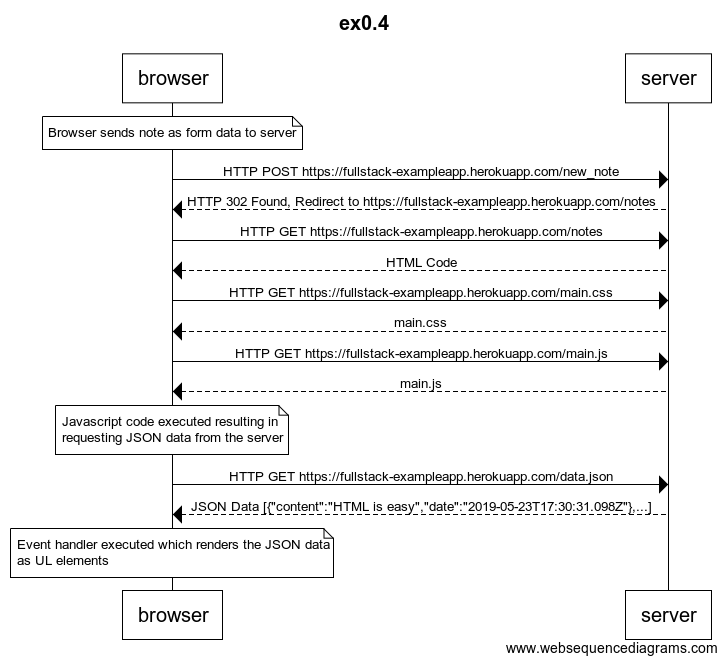 ex0.4
browser
server
Browser sends note as form data to server
HTTP POST https://fullstack-exampleapp.herokuapp.com/new_note
HTTP 302 Found, Redirect to https://fullstack-exampleapp.herokuapp.com/notes
HTTP GET https://fullstack-exampleapp.herokuapp.com/notes
HTML Code
HTTP GET https://fullstack-exampleapp.herokuapp.com/main.css
main.css
HTTP GET https://fullstack-exampleapp.herokuapp.com/main.js
main.js
Javascript code executed resulting in
requesting JSON data from the server
HTTP GET https://fullstack-exampleapp.herokuapp.com/data.json
JSON Data [{"content":"HTML is easy","date":"2019-05-23T17:30:31.098Z"},...]
Event handler executed which renders the JSON data
as UL elements
browser
server
www.websequencediagrams.com